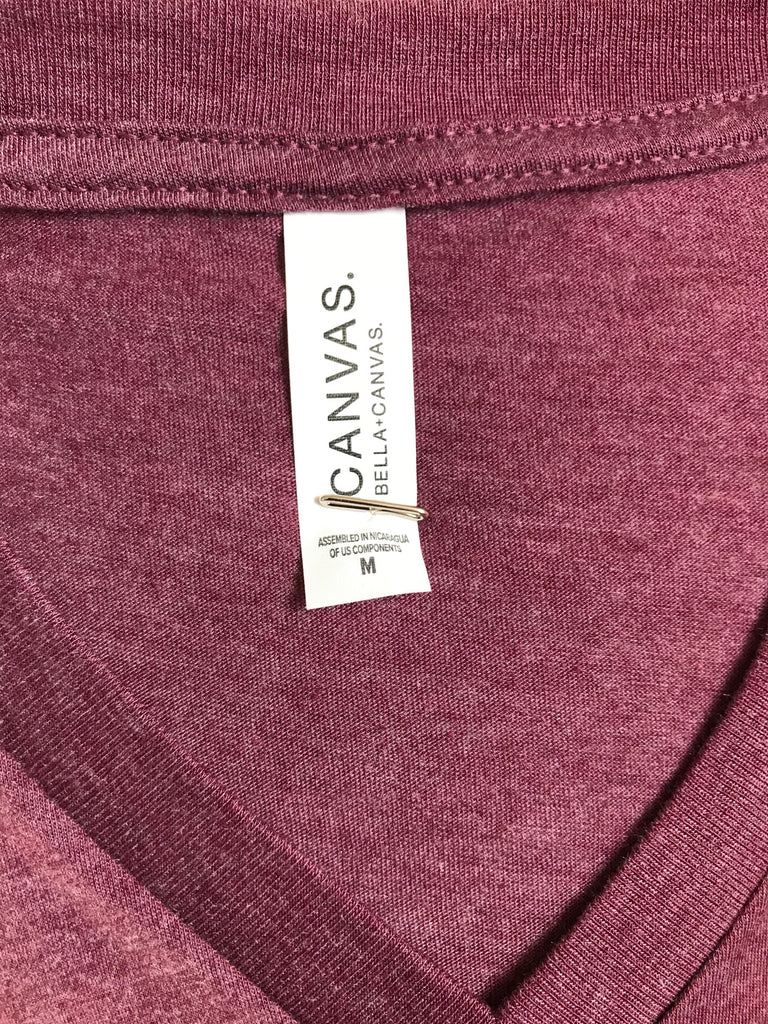 CANVAS.
BELLA+CANVAS.
ASSEMBLED IN NICARAGUA
OF US COMPONENTS
M